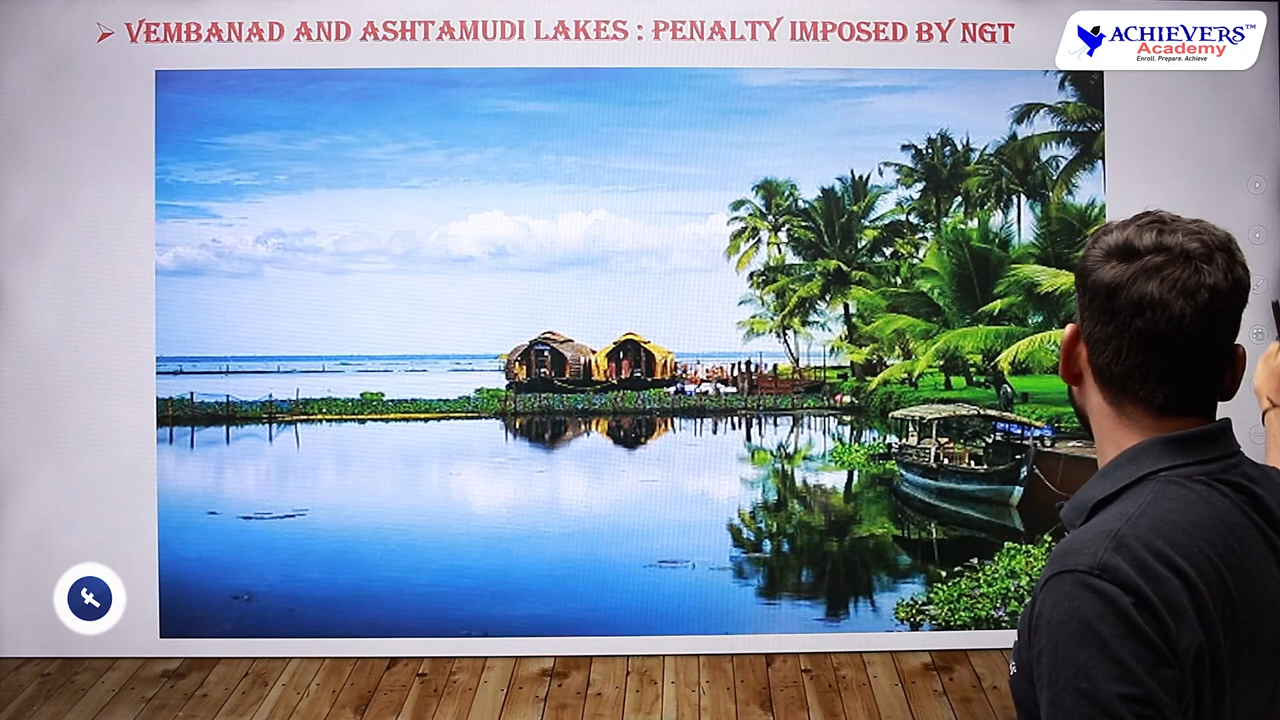 ➢ VEMBANAD AND ASHTAMUDI LAKES : PENALTY IMPOSED BY NGT
ACHIEVERS™
Academy
Enroll. Prepare. Achieve